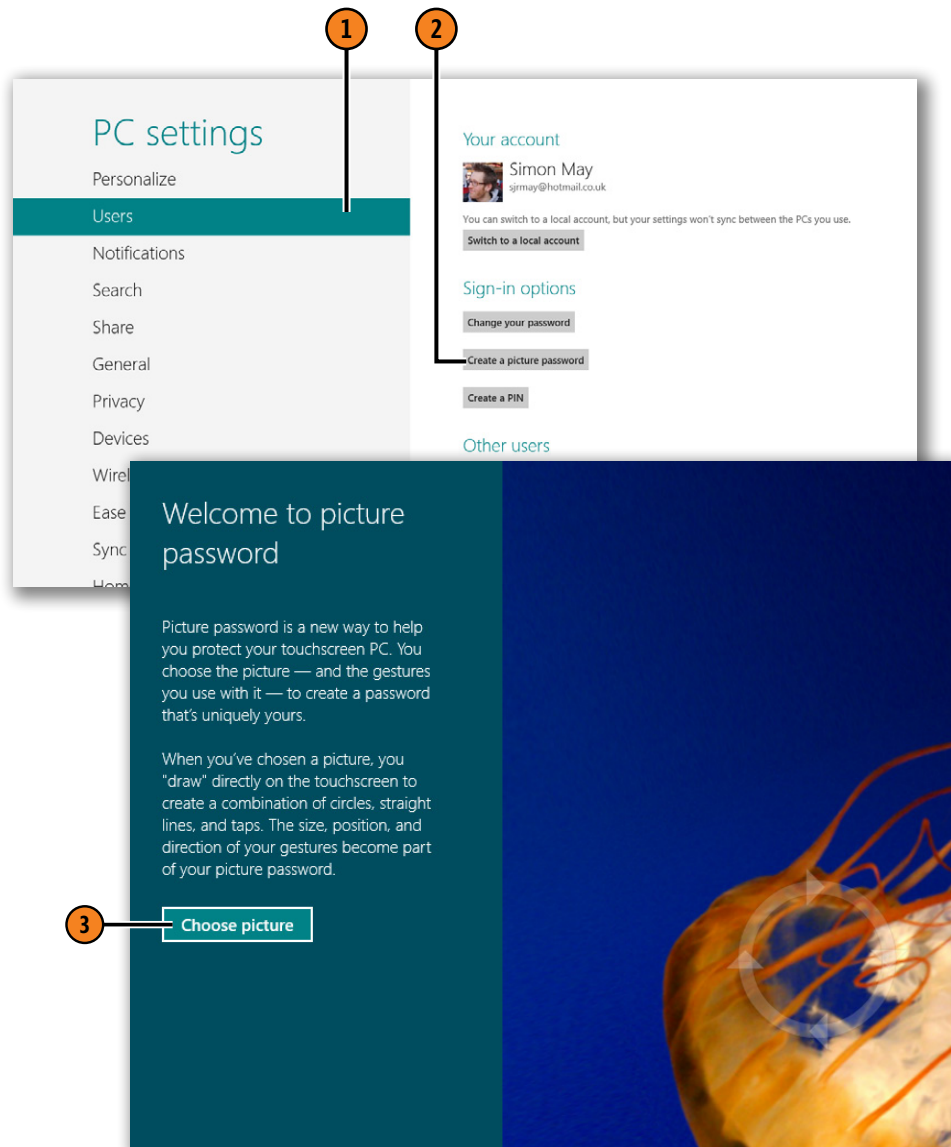 1
2
PC settings
Personalize
Users
Notifications
Search
Share
General
Privacy
Devices
Wirel
Ease
Sync
Hom
Your account
Simon May
sjrmay@hotmail.co.uk
You can switch to a local account, but your settings won't sync between the PCs you use.
Switch to a local account
Sign-in options
Change your password
Create a picture password
Create a PIN
Other users
Welcome to picture
password
Picture password is a new way to help
you protect your touchscreen PC. You
choose the picture — and the gestures
you use with it — to create a password
that's uniquely yours.
When you've chosen a picture, you
"draw" directly on the touchscreen to
create a combination of circles, straight
lines, and taps. The size, position, and
direction of your gestures become part
of your picture password.
3
Choose picture